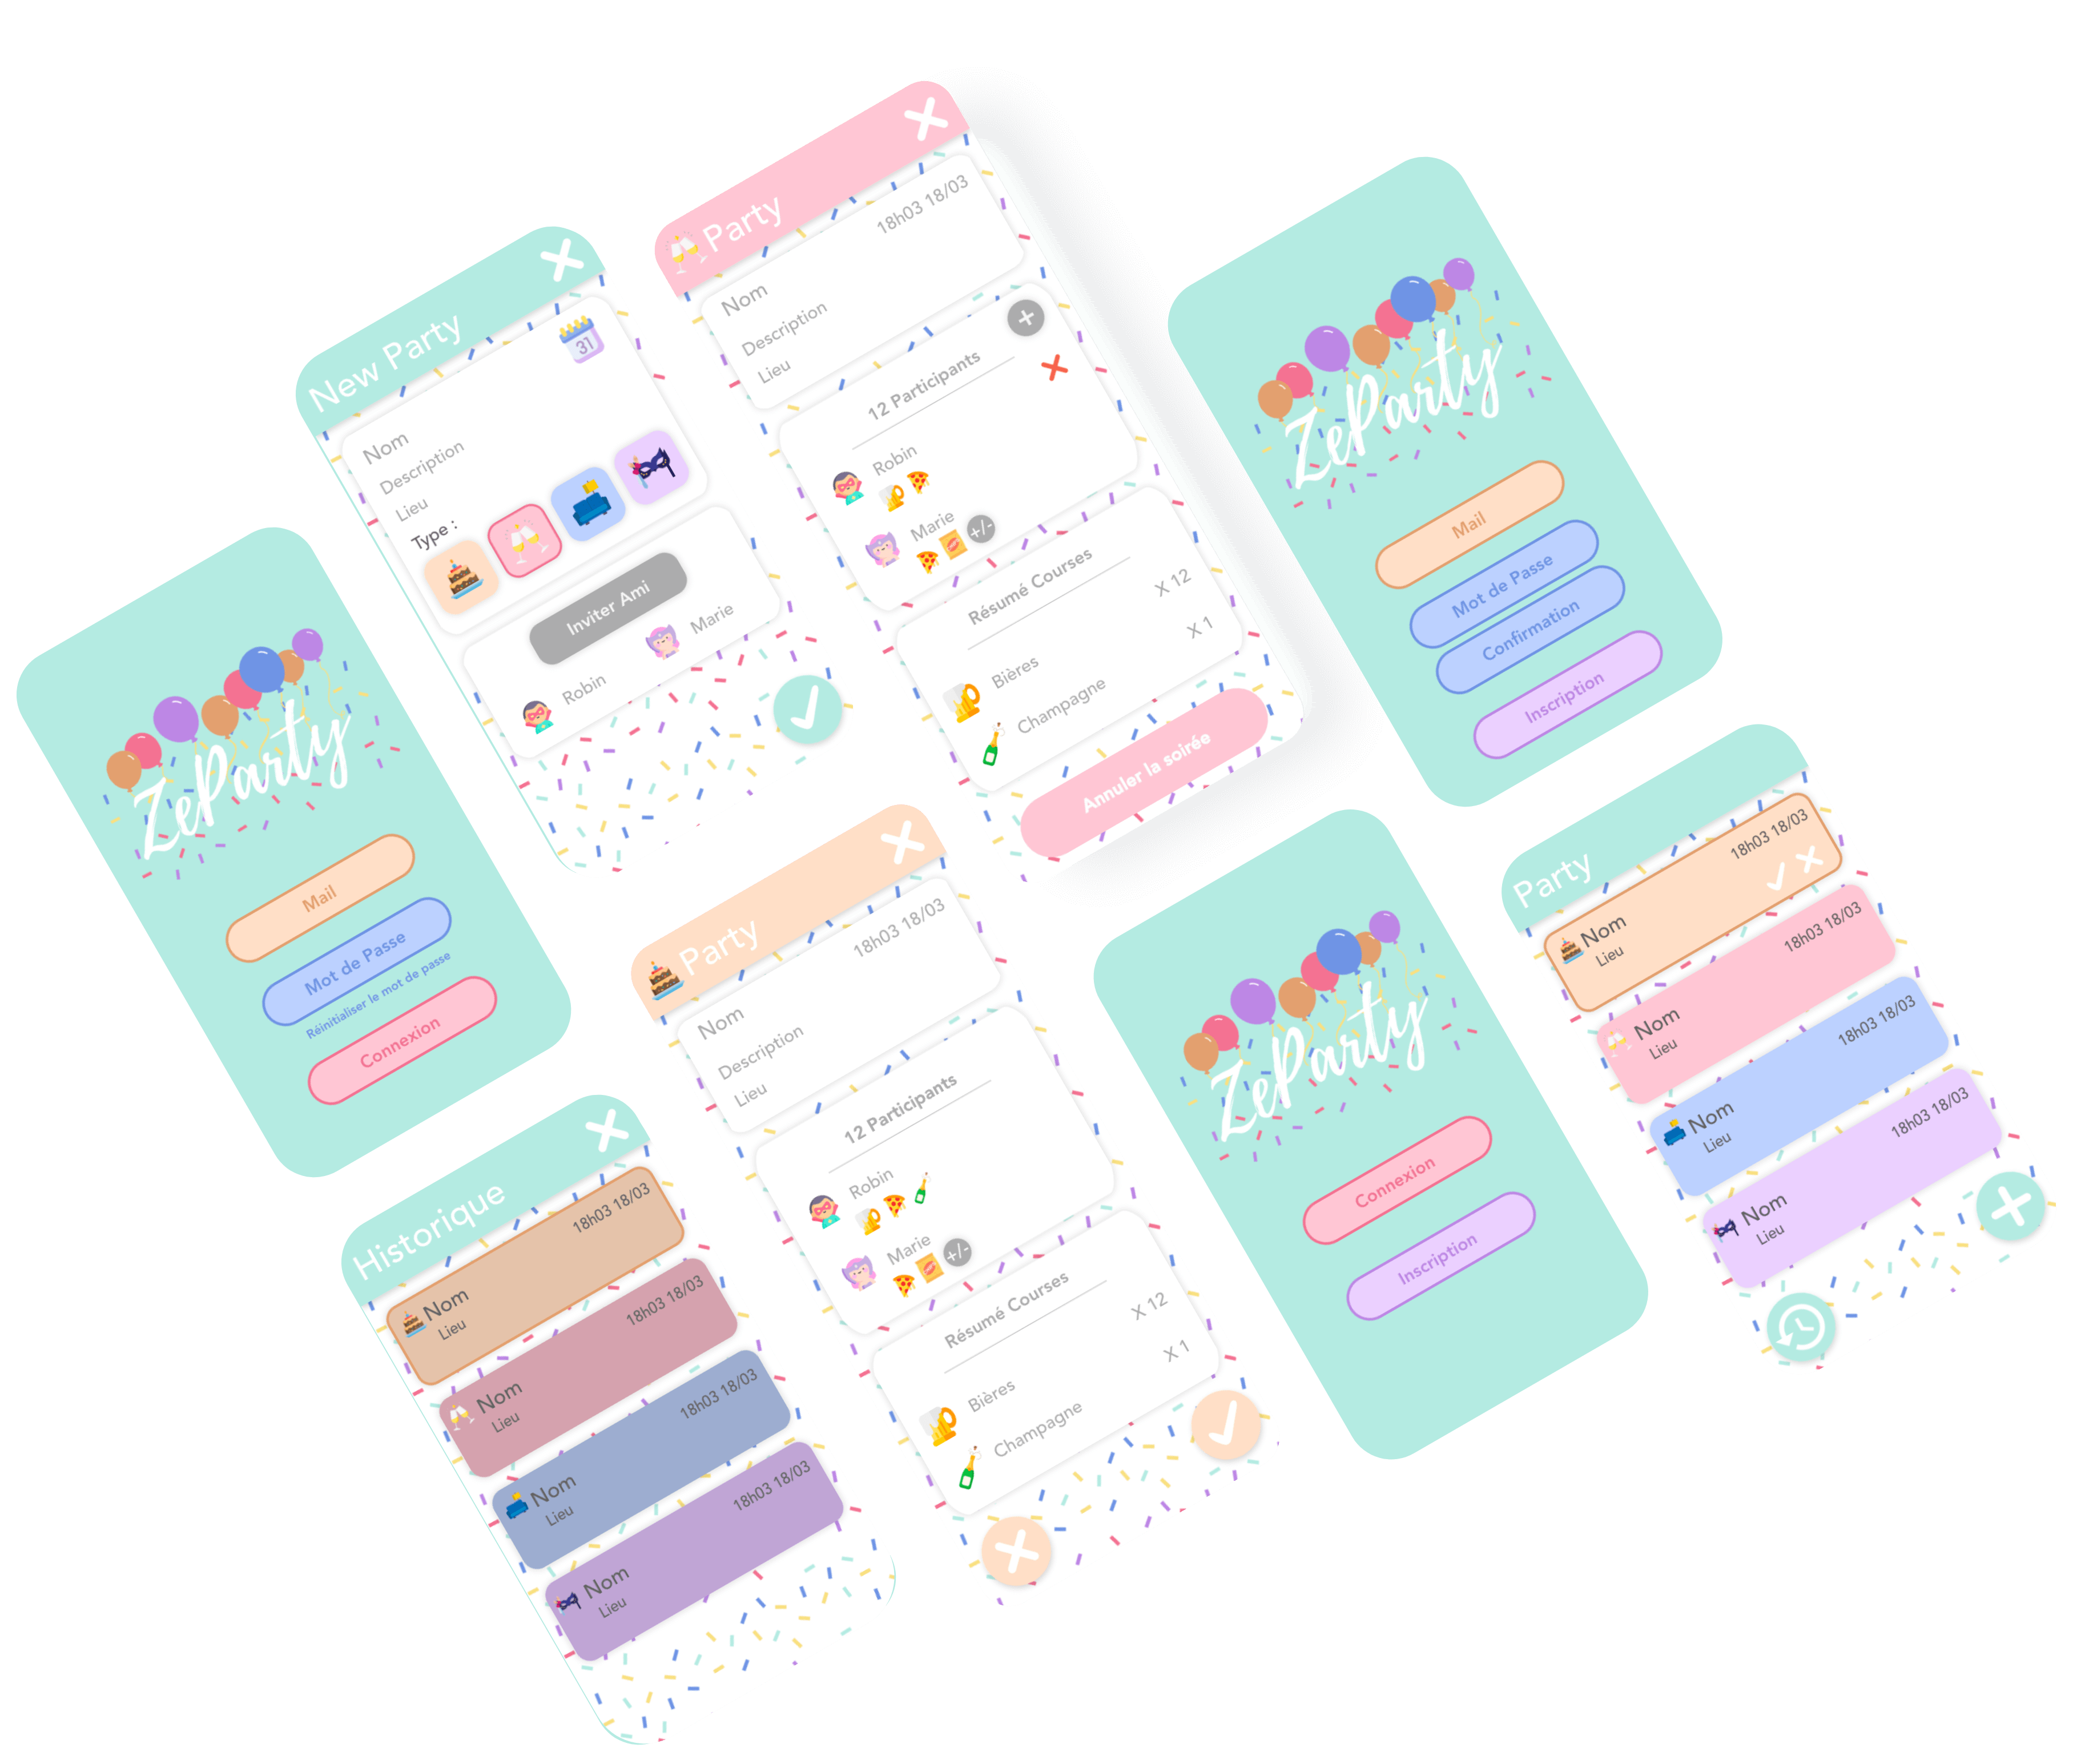 New Party
31
Nom
Description
Lieu
Type :
Inviter Ami
Robin
Marie
Party
18h03 18/03
Nom
Description
Lieu
12 Participants
Robin
Marie
+/-
Résumé Courses
Bières
X 12
Champagne
X 1
Annuler la soirée
ZeParty
Mail
Mot de Passe
Confirmation
Inscription
ZeParty
Mail
Mot de Passe
Réinitialiser le mot de passe
Connexion
Party
18h03 18/03
Nom
Description
Lieu
12 Participants
Robin
Marie
+/-
Résumé Courses
Bières
X 12
Champagne
X 1
ZeParty
Connexion
Inscription
Party
18h03 18/03
Nom
Lieu
18h03 18/03
Nom
Lieu
18h03 18/03
Nom
Lieu
18h03 18/03
Nom
Lieu
Historique
18h03 18/03
Nom
Lieu
18h03 18/03
Nom
Lieu
18h03 18/03
Nom
Lieu
18h03 18/03
Nom
Lieu